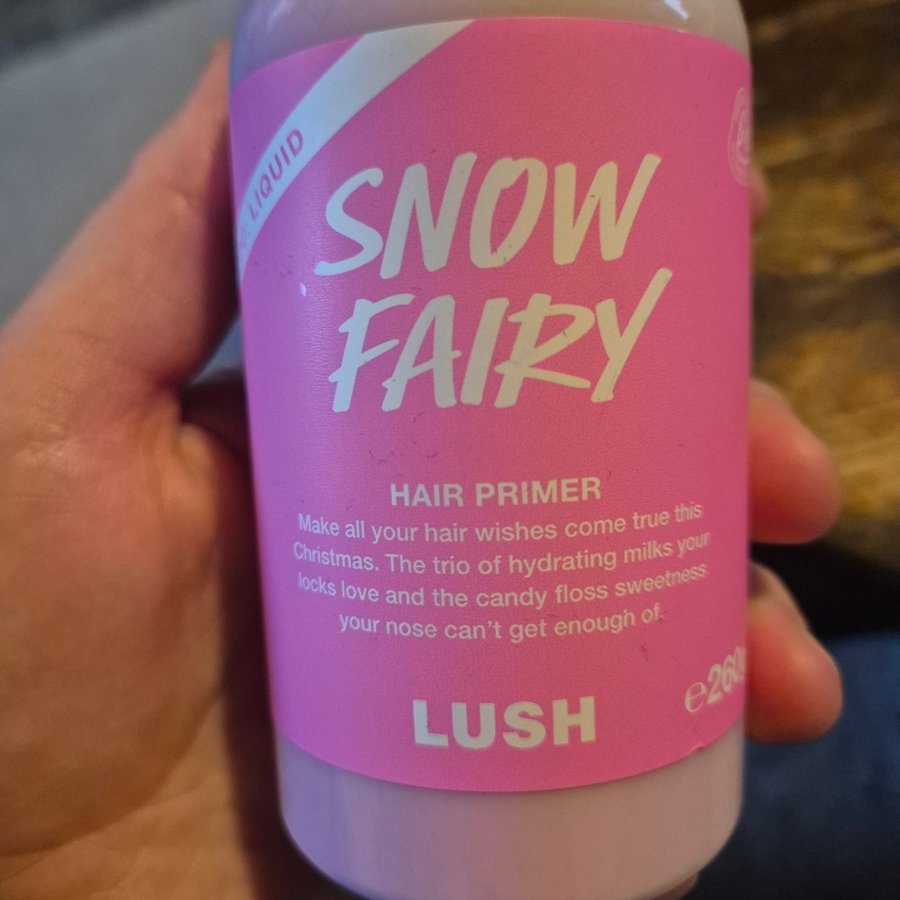 LIQUID
SNOW
FAIRY
HAIR PRIMER
Make all your hair wishes come true this
Christmas. The trio of hydrating milks your
locks love and the candy floss sweetness
your nose can't get enough of.
LUSH
℮260g